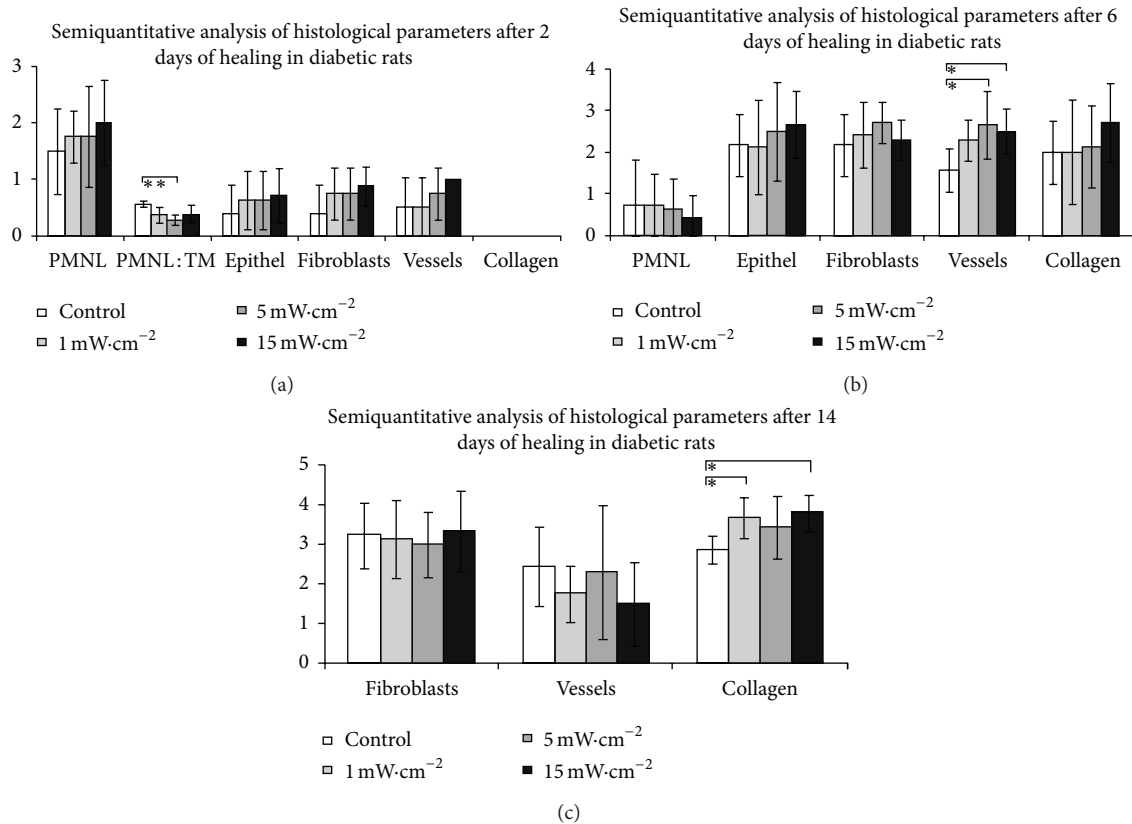 Semiquantitative analysis of histological parameters after 2
days of healing in diabetic rats
3
2
1
0
* *
PMNL PMNL:TM Epithel Fibroblasts Vessels Collagen
Control
1 mW·cm⁻²
5 mW·cm⁻²
15 mW·cm⁻²
(a)
Semiquantitative analysis of histological parameters after 6
days of healing in diabetic rats
4
3
2
1
0
*
*
PMNL Epithel Fibroblasts Vessels Collagen
Control
1 mW·cm⁻²
5 mW·cm⁻²
15 mW·cm⁻²
(b)
Semiquantitative analysis of histological parameters after 14
days of healing in diabetic rats
5
4
3
2
1
0
*
*
Fibroblasts Vessels Collagen
Control
1 mW·cm⁻²
5 mW·cm⁻²
15 mW·cm⁻²
(c)